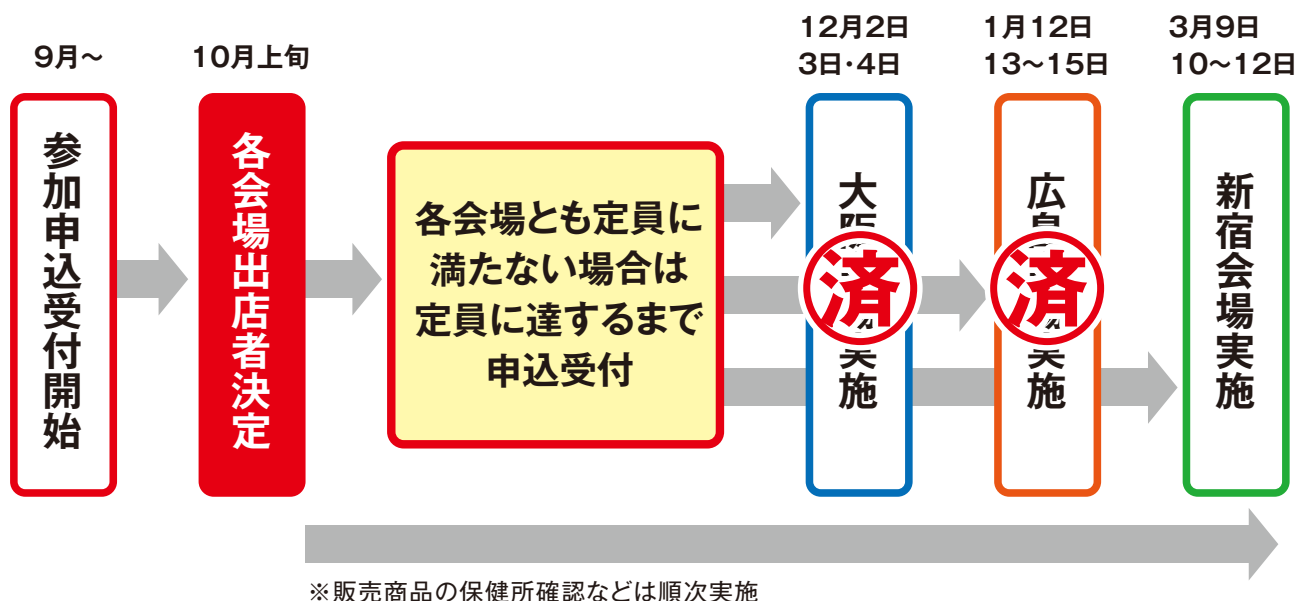 9月〜
参加申込受付開始
10月上旬
各会場出店者決定
各会場とも定員に
満たない場合は
定員に達するまで
申込受付
12月2日
3日・4日
大阪
実施
済
1月12日
13〜15日
広島
実施
済
3月9日
10〜12日
新宿会場実施
※販売商品の保健所確認などは順次実施